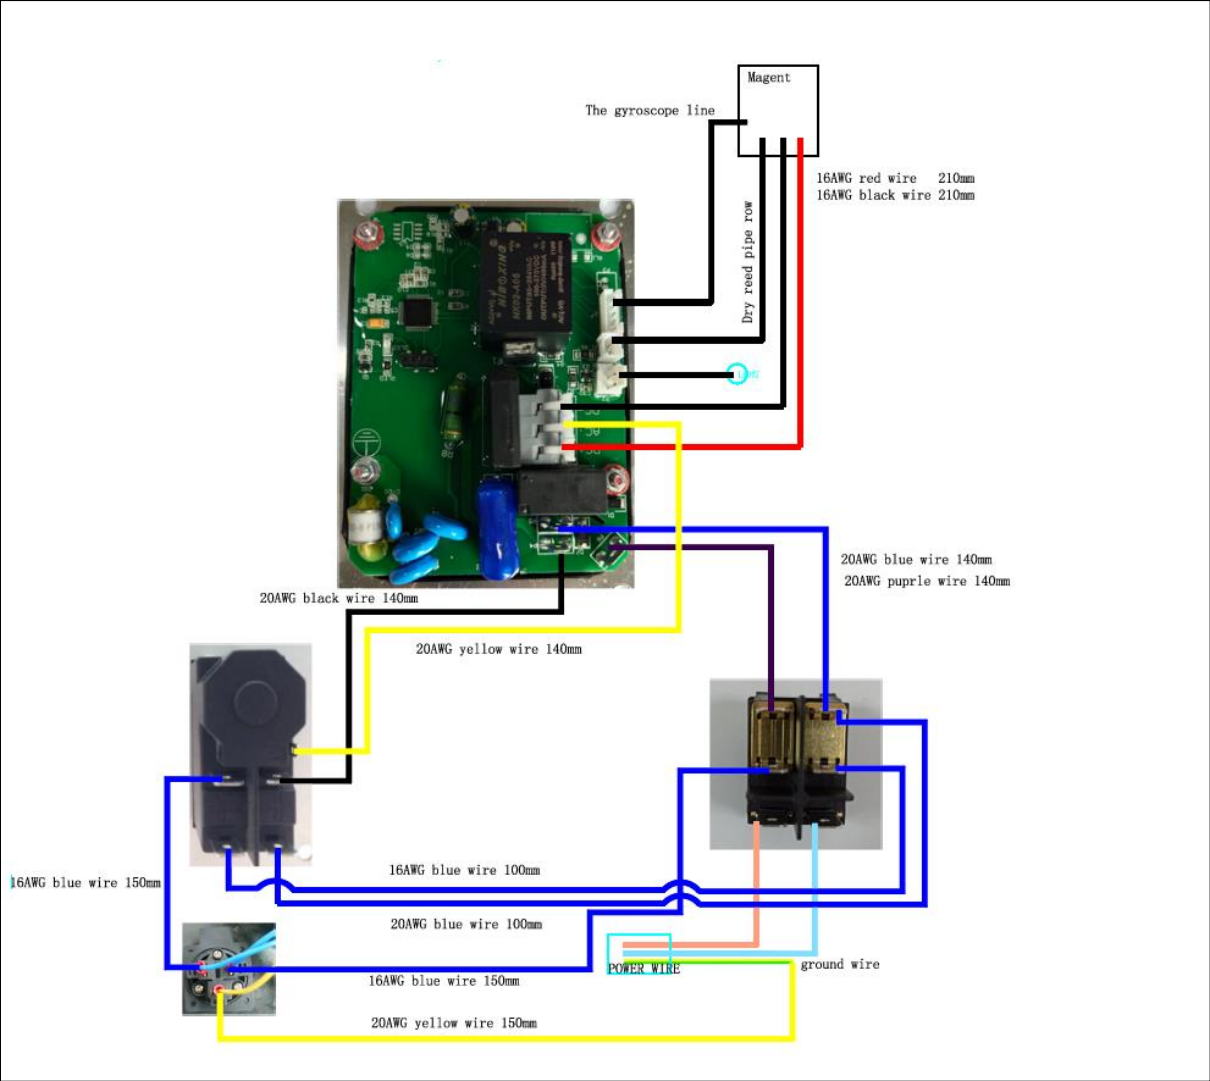 Magent
The gyroscope line
16AWG red wire 210mm
16AWG black wire 210mm
Dry reed pipe row
20AWG blue wire 140mm
20AWG puprle wire 140mm
20AWG black wire 140mm
20AWG yellow wire 140mm
16AWG blue wire 100mm
16AWG blue wire 150mm
20AWG blue wire 100mm
POWER WIRE
ground wire
16AWG blue wire 150mm
20AWG yellow wire 150mm